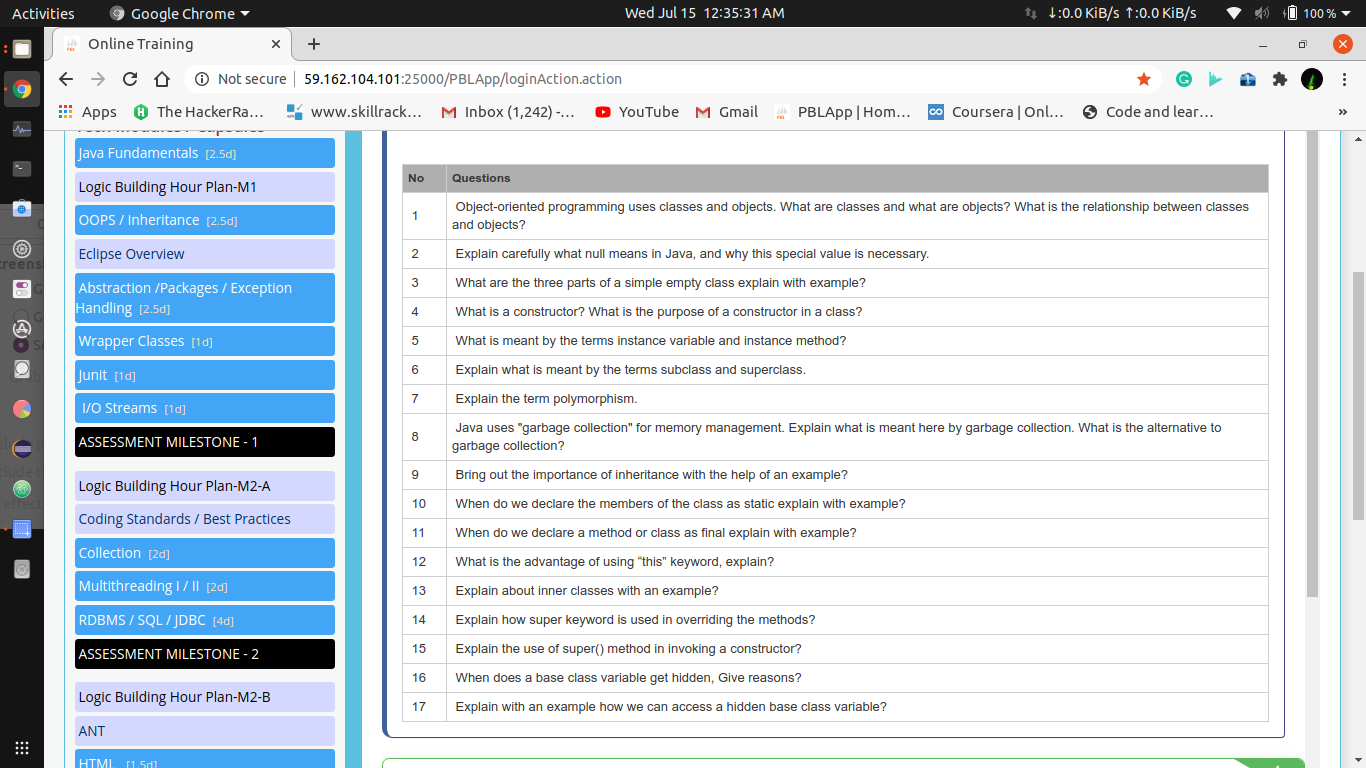 Activities
Google Chrome
Wed Jul 15 12:35:31 AM
↓:0.0 KiB/s ↑:0.0 KiB/s
100 %
Online Training
Not secure
59.162.104.101:25000/PBLApp/loginAction.action
Apps
The HackerRa...
www.skillrack...
Inbox (1,242) -...
YouTube
Gmail
PBLApp | Hom...
Coursera | Onl...
Code and lear...
»
Java Fundamentals [2.5d]
Logic Building Hour Plan-M1
OOPS / Inheritance [2.5d]
Eclipse Overview
Abstraction /Packages / Exception
Handling [2.5d]
Wrapper Classes [1d]
Junit [1d]
I/O Streams [1d]
ASSESSMENT MILESTONE - 1
Logic Building Hour Plan-M2-A
Coding Standards / Best Practices
Collection [2d]
Multithreading I / II [2d]
RDBMS / SQL / JDBC [4d]
ASSESSMENT MILESTONE - 2
Logic Building Hour Plan-M2-B
ANT
HTML [1.5d]
No Questions
1 Object-oriented programming uses classes and objects. What are classes and what are objects? What is the relationship between classes
and objects?
2 Explain carefully what null means in Java, and why this special value is necessary.
3 What are the three parts of a simple empty class explain with example?
4 What is a constructor? What is the purpose of a constructor in a class?
5 What is meant by the terms instance variable and instance method?
6 Explain what is meant by the terms subclass and superclass.
7 Explain the term polymorphism.
8 Java uses "garbage collection" for memory management. Explain what is meant here by garbage collection. What is the alternative to
garbage collection?
9 Bring out the importance of inheritance with the help of an example?
10 When do we declare the members of the class as static explain with example?
11 When do we declare a method or class as final explain with example?
12 What is the advantage of using “this” keyword, explain?
13 Explain about inner classes with an example?
14 Explain how super keyword is used in overriding the methods?
15 Explain the use of super() method in invoking a constructor?
16 When does a base class variable get hidden, Give reasons?
17 Explain with an example how we can access a hidden base class variable?